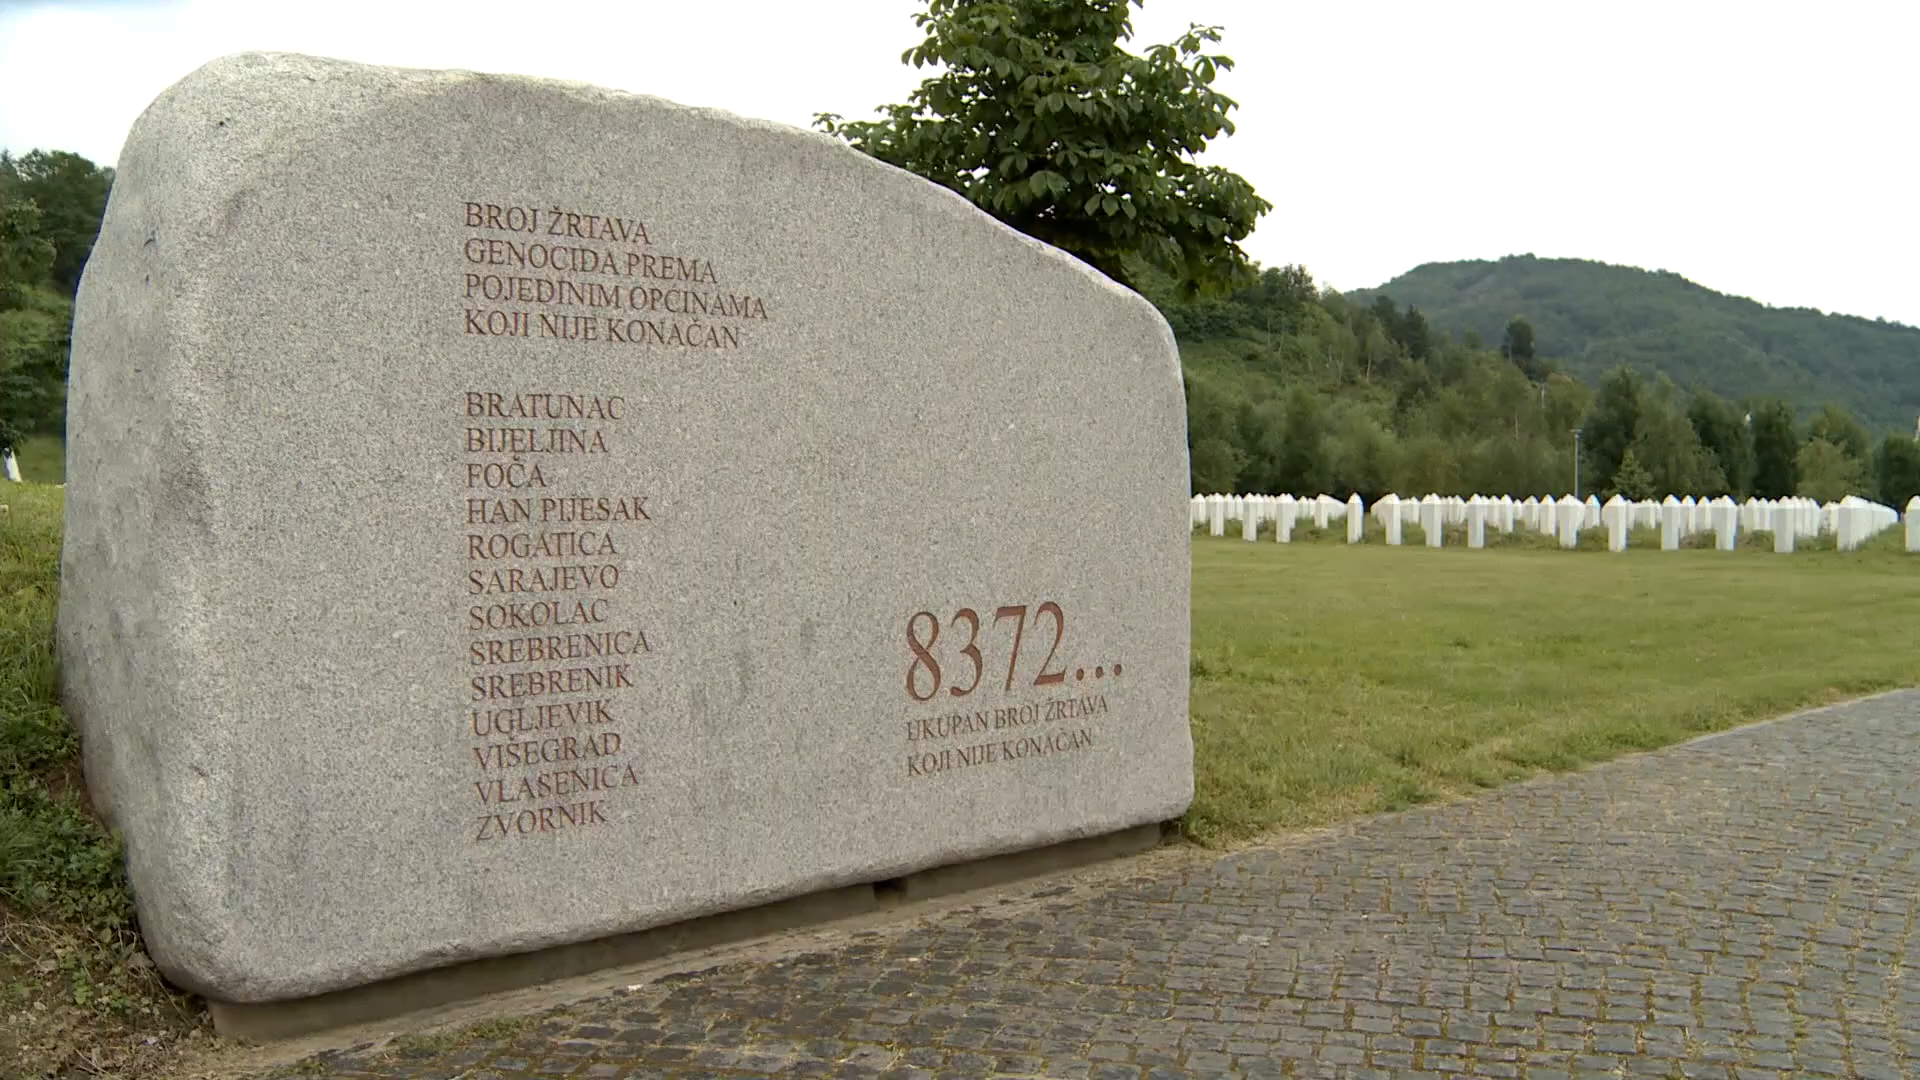 BROJ ŽRTAVA
GENOCIDA PREMA
POJEDINIM OPĆINAMA
KOJI NIJE KONAČAN
BRATUNAC
BIJELJINA
FOČA
HAN PIJESAK
ROGATICA
SARAJEVO
SOKOLAC
SREBRENICA
SREBRENIK
UGLJEVIK
VIŠEGRAD
VLASENICA
ZVORNIK
8372...
UKUPAN BROJ ŽRTAVA
KOJI NIJE KONAČAN